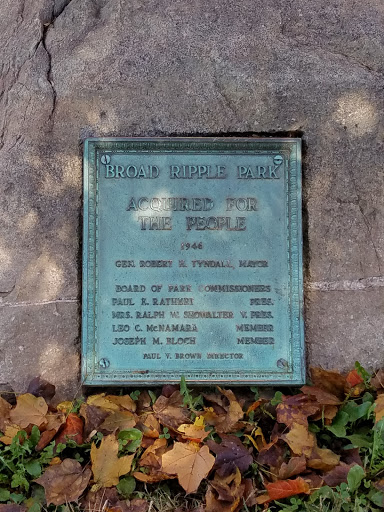 BROAD RIPPLE PARK
ACQUIRED FOR
THE PEOPLE
1946
GEN. ROBERT H. TYNDALL, MAYOR
BOARD OF PARK COMMISSIONERS
PAUL E. RATHERT PRES.
MRS. RALPH W. SHOWALTER V. PRES.
LEO C. McNAMARA MEMBER
JOSEPH M. BLOCH MEMBER
PAUL V. BROWN DIRECTOR